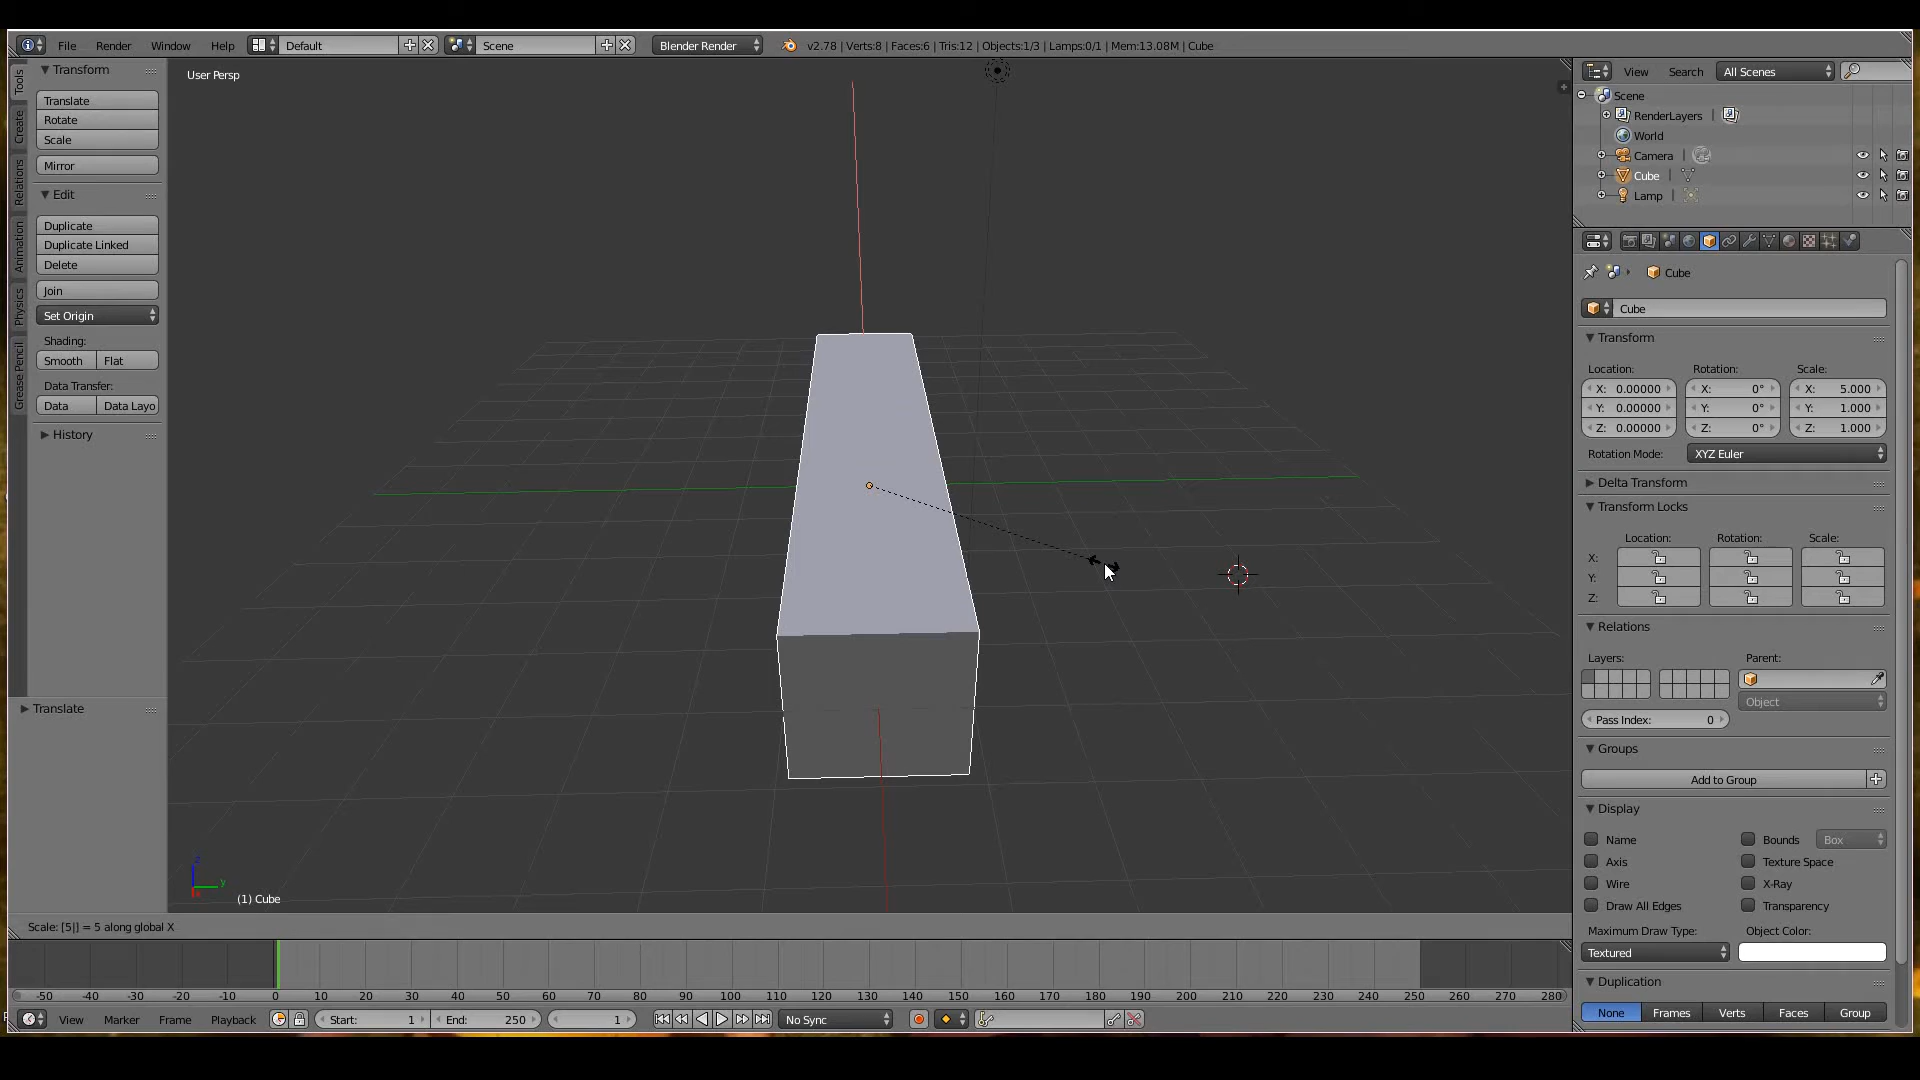 File Render Window Help Default Scene Blender Render v2.78 | Verts:8 | Faces:6 | Tris:12 | Objects:1/3 | Lamps:0/1 | Mem:13.08M | Cube
Tools
Create
Relations
Animation
Physics
Grease Pencil
Transform
Translate
Rotate
Scale
Mirror
Edit
Duplicate
Duplicate Linked
Delete
Join
Set Origin
Shading:
Smooth Flat
Data Transfer:
Data Data Layo
History
Translate
User Persp
z
y
(1) Cube
Scale: [5|] = 5 along global X
View Search All Scenes
Scene
RenderLayers
World
Camera
Cube
Lamp
Cube
Cube
Transform
Location: Rotation: Scale:
X: 0.00000 X: 0° X: 5.000
Y: 0.00000 Y: 0° Y: 1.000
Z: 0.00000 Z: 0° Z: 1.000
Rotation Mode: XYZ Euler
Delta Transform
Transform Locks
Location: Rotation: Scale:
X:
Y:
Z:
Relations
Layers: Parent:
Object
Pass Index: 0
Groups
Add to Group
Display
Name Bounds Box
Axis Texture Space
Wire X-Ray
Draw All Edges Transparency
Maximum Draw Type: Object Color:
Textured
Duplication
None Frames Verts Faces Group
-50 -40 -30 -20 -10 0 10 20 30 40 50 60 70 80 90 100 110 120 130 140 150 160 170 180 190 200 210 220 230 240 250 260 270 280
View Marker Frame Playback Start: 1 End: 250 1 No Sync